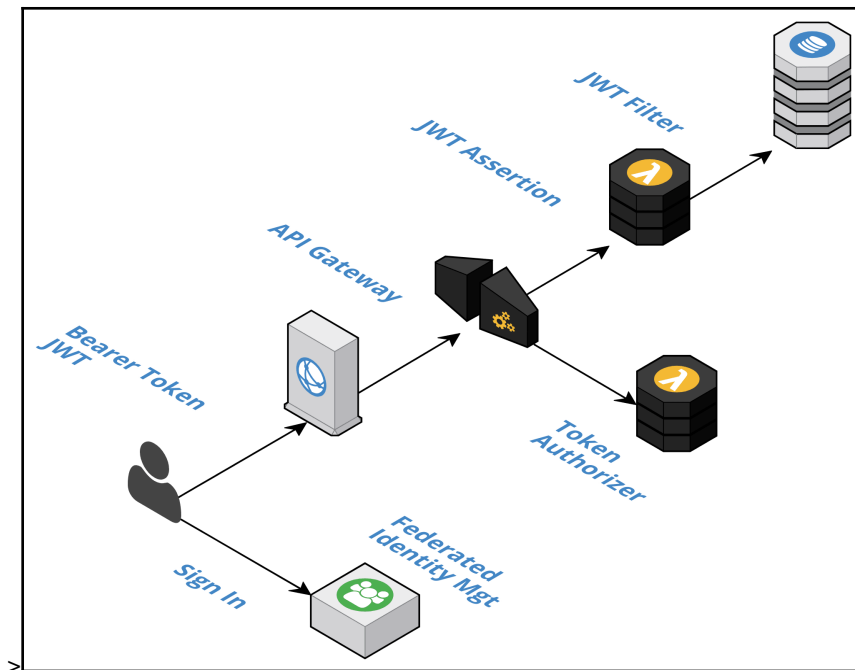 JWT Filter
JWT Assertion
API Gateway
Bearer Token
JWT
Token
Authorizer
Federated
Identity Mgt
Sign In
>